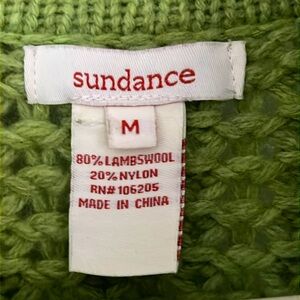 sundance
M
80% LAMBSWOOL
20% NYLON
RN# 106205
MADE IN CHINA